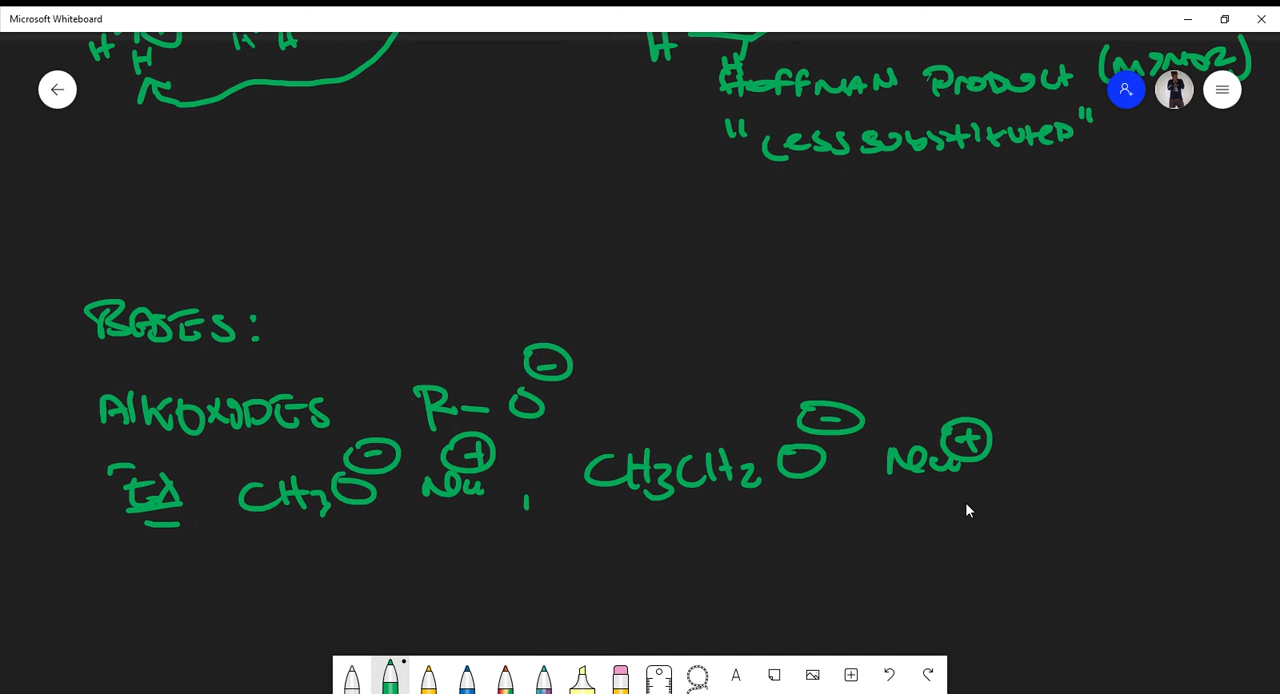 Microsoft Whiteboard
H H H H
H H
Hoffman Product (minor)
"Less substituted"
BASES:
Alkoxides R-O⊖
Ex CH3O⊖ Na⊕, CH3CH2O⊖ Na⊕
A